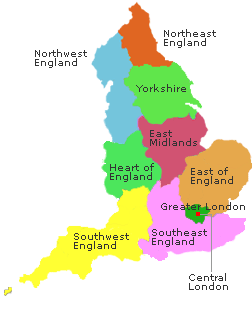 Northeast
England
Northwest
England
Yorkshire
East
Midlands
Heart of
England
East of
England
Greater London
Southwest
England
Southeast
England
Central
London